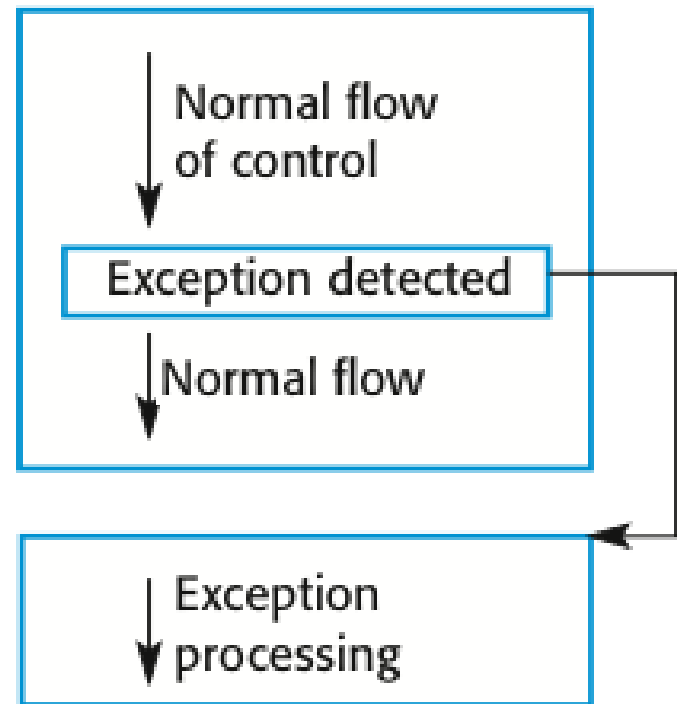 Normal flow
of control
Exception detected
Normal flow
Exception
processing